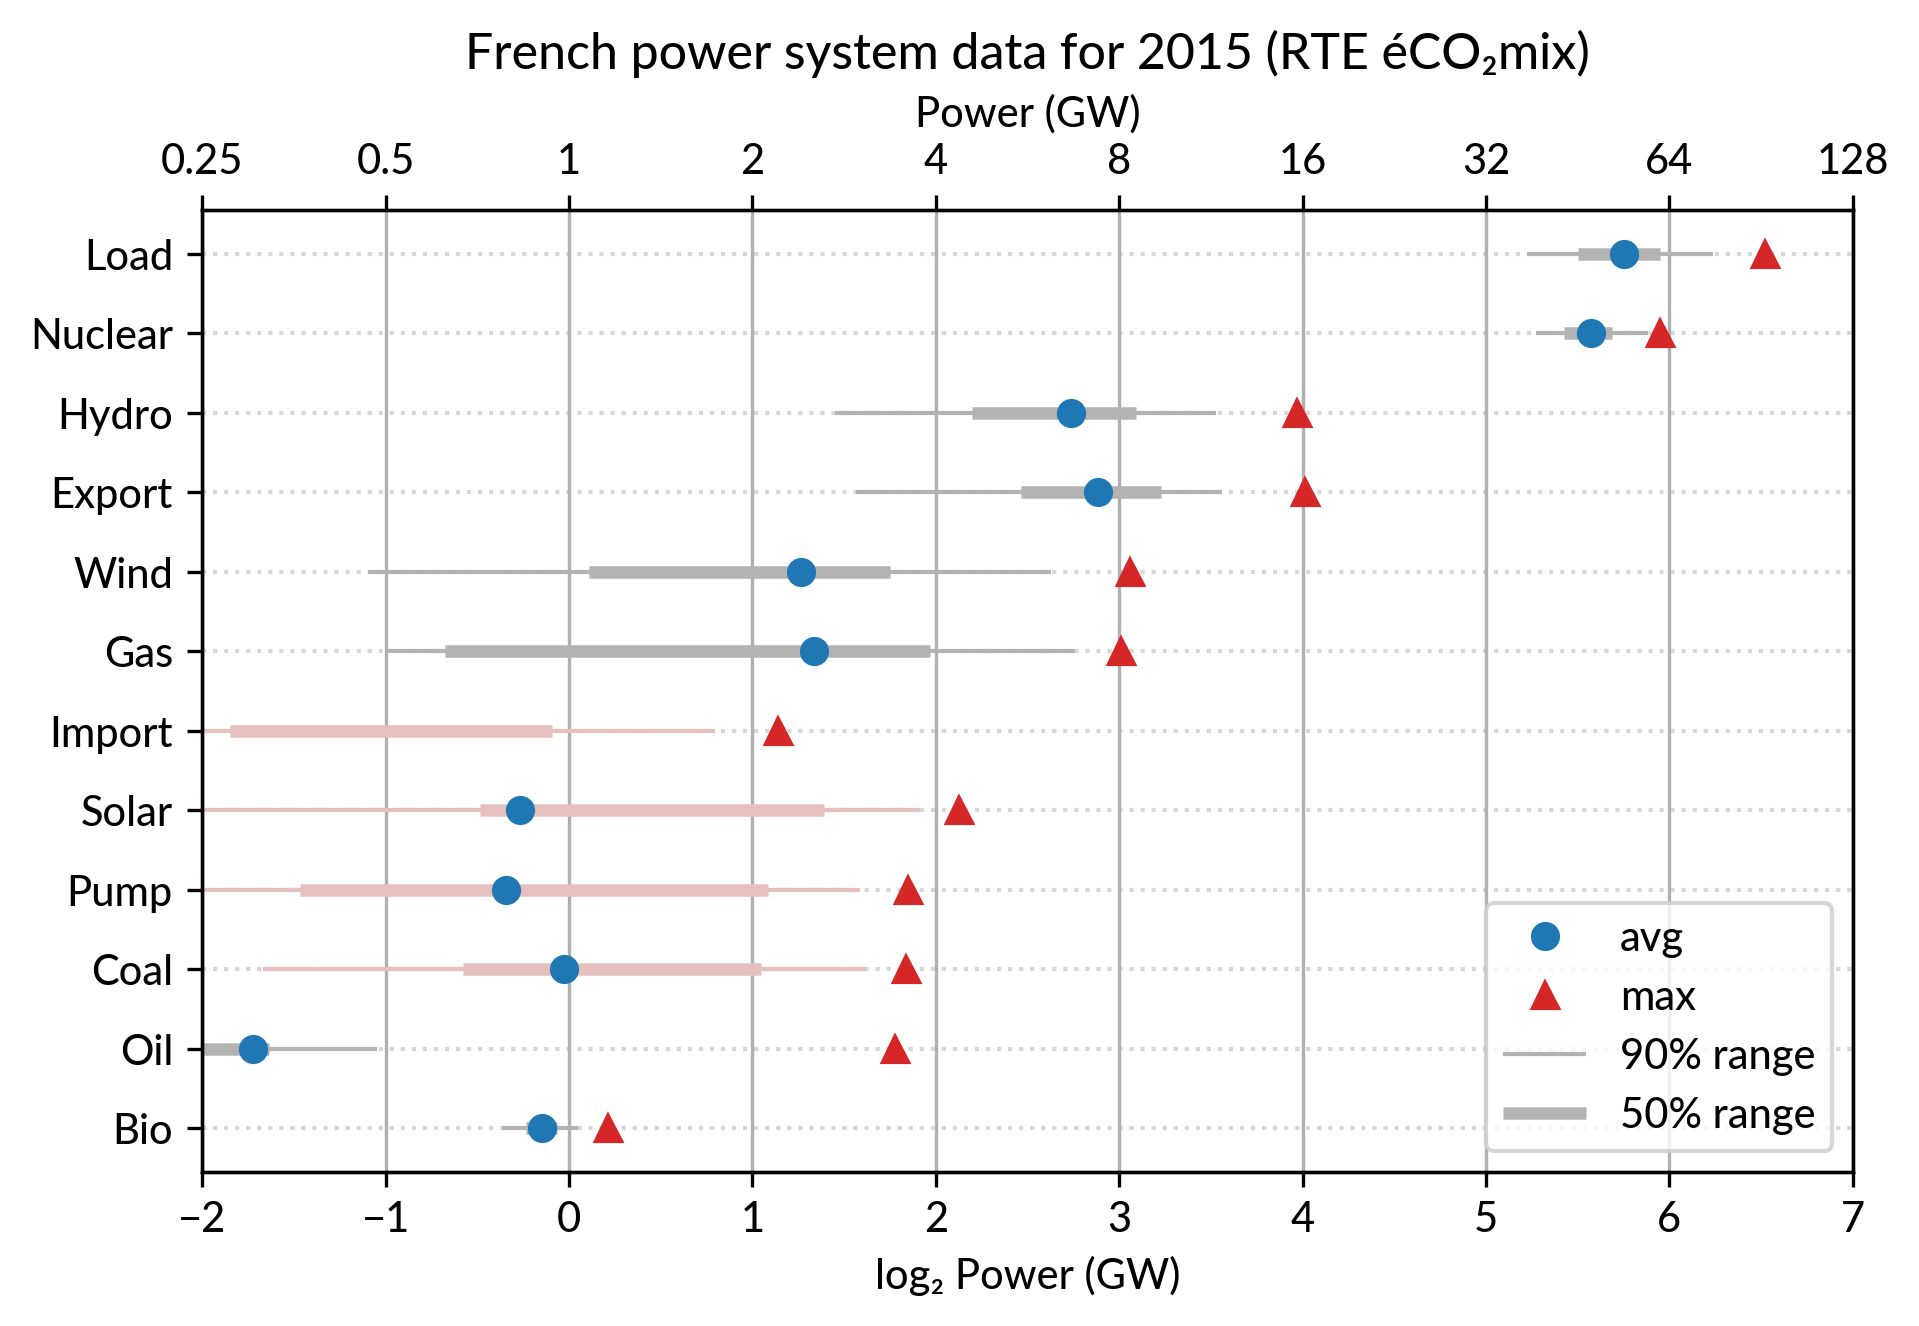 French power system data for 2015 (RTE éCO₂mix)
Power (GW)
0.25 0.5 1 2 4 8 16 32 64 128
Load
Nuclear
Hydro
Export
Wind
Gas
Import
Solar
Pump
Coal
Oil
Bio
avg
max
90% range
50% range
−2 −1 0 1 2 3 4 5 6 7
log₂ Power (GW)